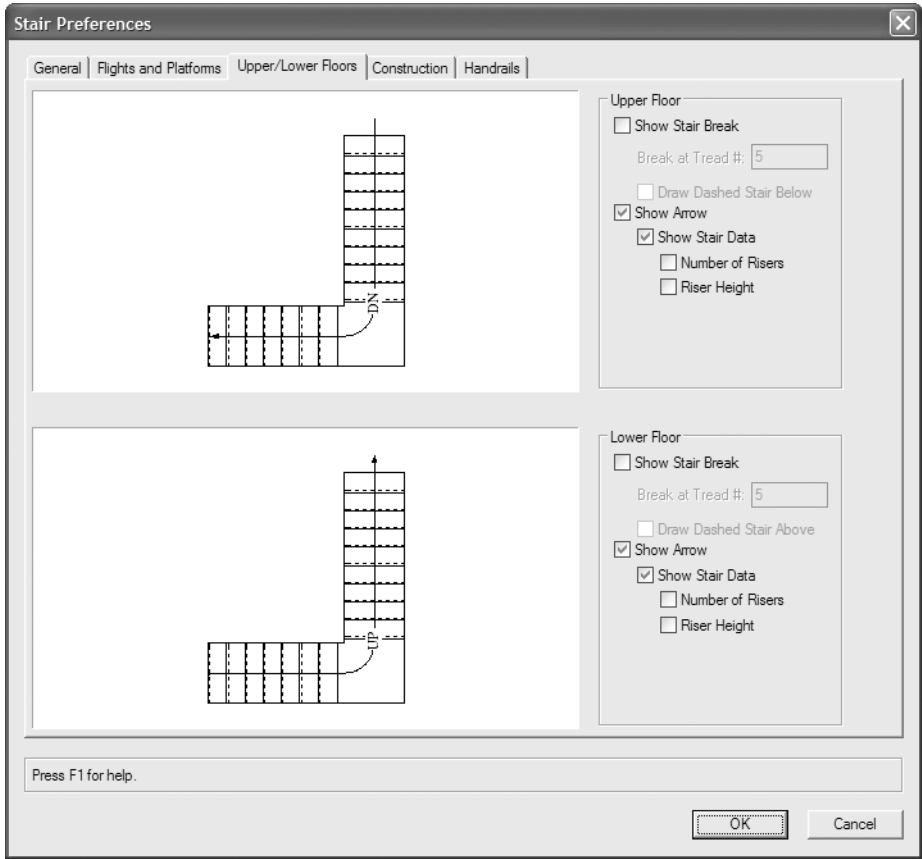 Stair Preferences
General
Flights and Platforms
Upper/Lower Floors
Construction
Handrails
DN
Upper Floor
Show Stair Break
Break at Tread #: 5
Draw Dashed Stair Below
Show Arrow
Show Stair Data
Number of Risers
Riser Height
UP
Lower Floor
Show Stair Break
Break at Tread #: 5
Draw Dashed Stair Above
Show Arrow
Show Stair Data
Number of Risers
Riser Height
Press F1 for help.
OK
Cancel